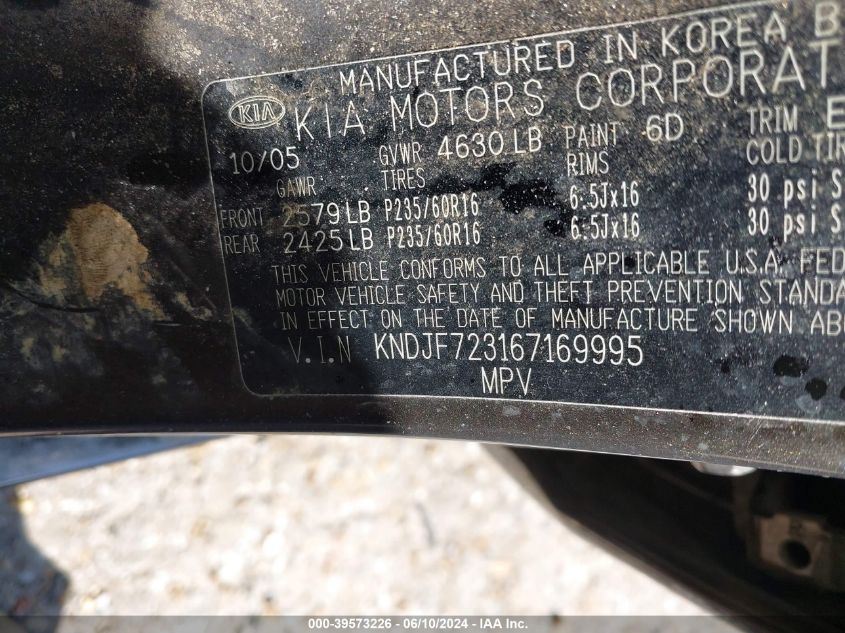 MANUFACTURED IN KOREA B
KIA KIA MOTORS CORPORAT
10/05 GVWR 4630 LB PAINT 6D TRIM E
GAWR TIRES RIMS COLD TIR
FRONT 2579 LB P235/60R16 6.5Jx16 30 psi S
REAR 2425 LB P235/60R16 6.5Jx16 30 psi S
THIS VEHICLE CONFORMS TO ALL APPLICABLE U.S.A. FED
MOTOR VEHICLE SAFETY AND THEFT PREVENTION STANDA
IN EFFECT ON THE DATE OF MANUFACTURE SHOWN AB
V.I.N KNDJF723167169995
MPV
000-39573226 - 06/10/2024 - IAA Inc.